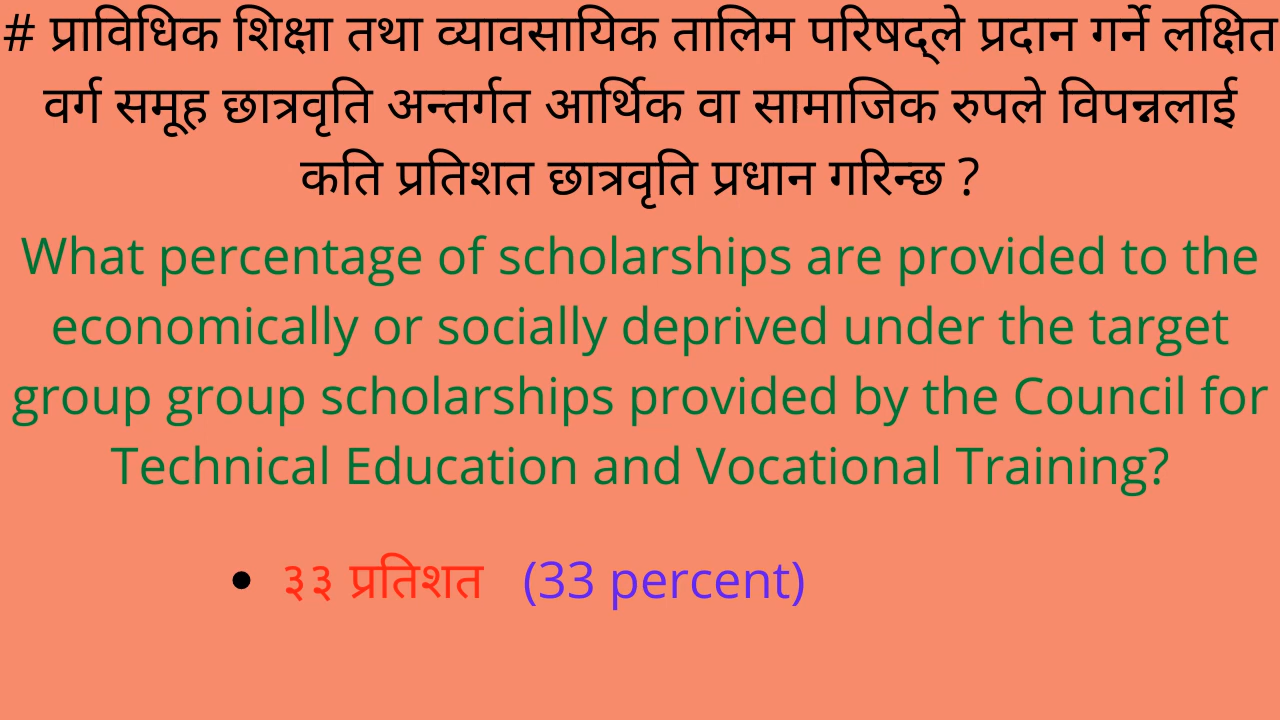 # प्राविधिक शिक्षा तथा व्यावसायिक तालिम परिषद्ले प्रदान गर्ने लक्षित
वर्ग समूह छात्रवृति अन्तर्गत आर्थिक वा सामाजिक रुपले विपन्नलाई
कति प्रतिशत छात्रवृति प्रधान गरिन्छ ?
What percentage of scholarships are provided to the
economically or socially deprived under the target
group group scholarships provided by the Council for
Technical Education and Vocational Training?
• ३३ प्रतिशत (33 percent)